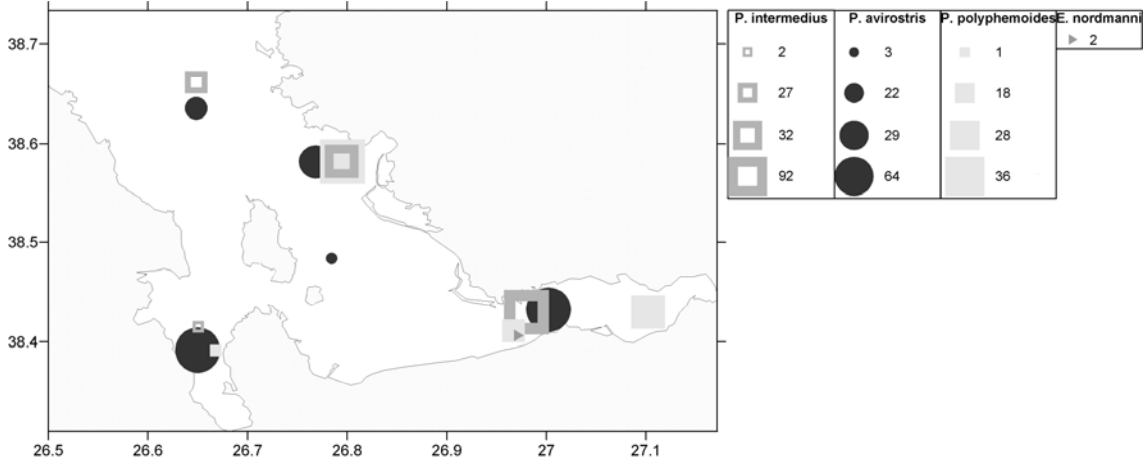 38.7
38.6
38.5
38.4
26.5 26.6 26.7 26.8 26.9 27 27.1
P. intermedius P. avirostris P. polyphemoides E. nordmanni
2 3 1 2
27 22 18
32 29 28
92 64 36